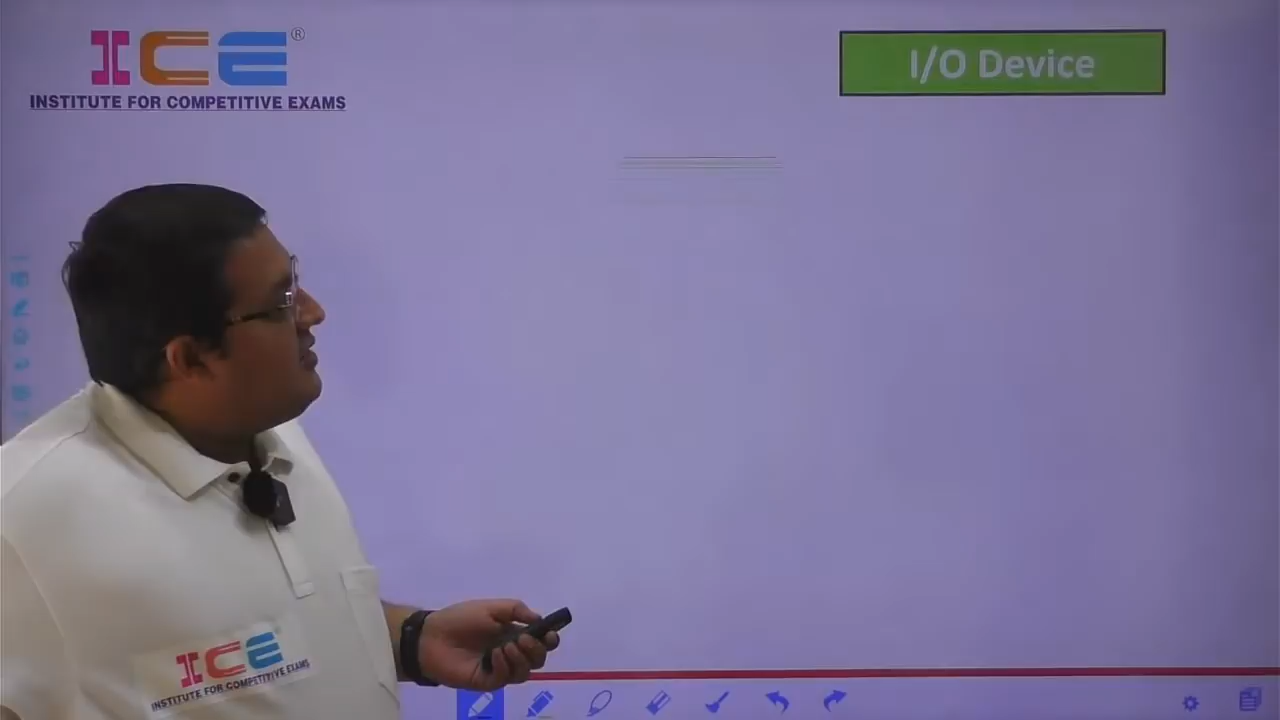 ICE®
INSTITUTE FOR COMPETITIVE EXAMS
I/O Device
ICE
INSTITUTE FOR COMPETITIVE EXAMS